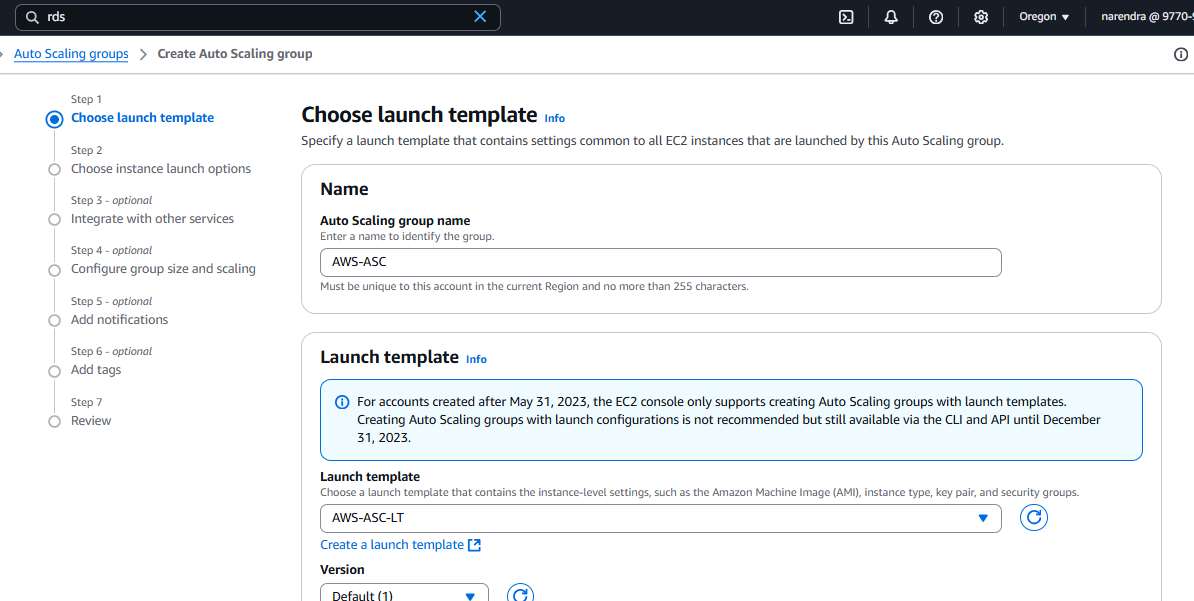 rds
Oregon
narendra @ 9770-9
Auto Scaling groups
Create Auto Scaling group
Step 1
Choose launch template
Step 2
Choose instance launch options
Step 3 - optional
Integrate with other services
Step 4 - optional
Configure group size and scaling
Step 5 - optional
Add notifications
Step 6 - optional
Add tags
Step 7
Review
Choose launch template Info
Specify a launch template that contains settings common to all EC2 instances that are launched by this Auto Scaling group.
Name
Auto Scaling group name
Enter a name to identify the group.
AWS-ASC
Must be unique to this account in the current Region and no more than 255 characters.
Launch template Info
For accounts created after May 31, 2023, the EC2 console only supports creating Auto Scaling groups with launch templates.
Creating Auto Scaling groups with launch configurations is not recommended but still available via the CLI and API until December
31, 2023.
Launch template
Choose a launch template that contains the instance-level settings, such as the Amazon Machine Image (AMI), instance type, key pair, and security groups.
AWS-ASC-LT
Create a launch template
Version
Default (1)